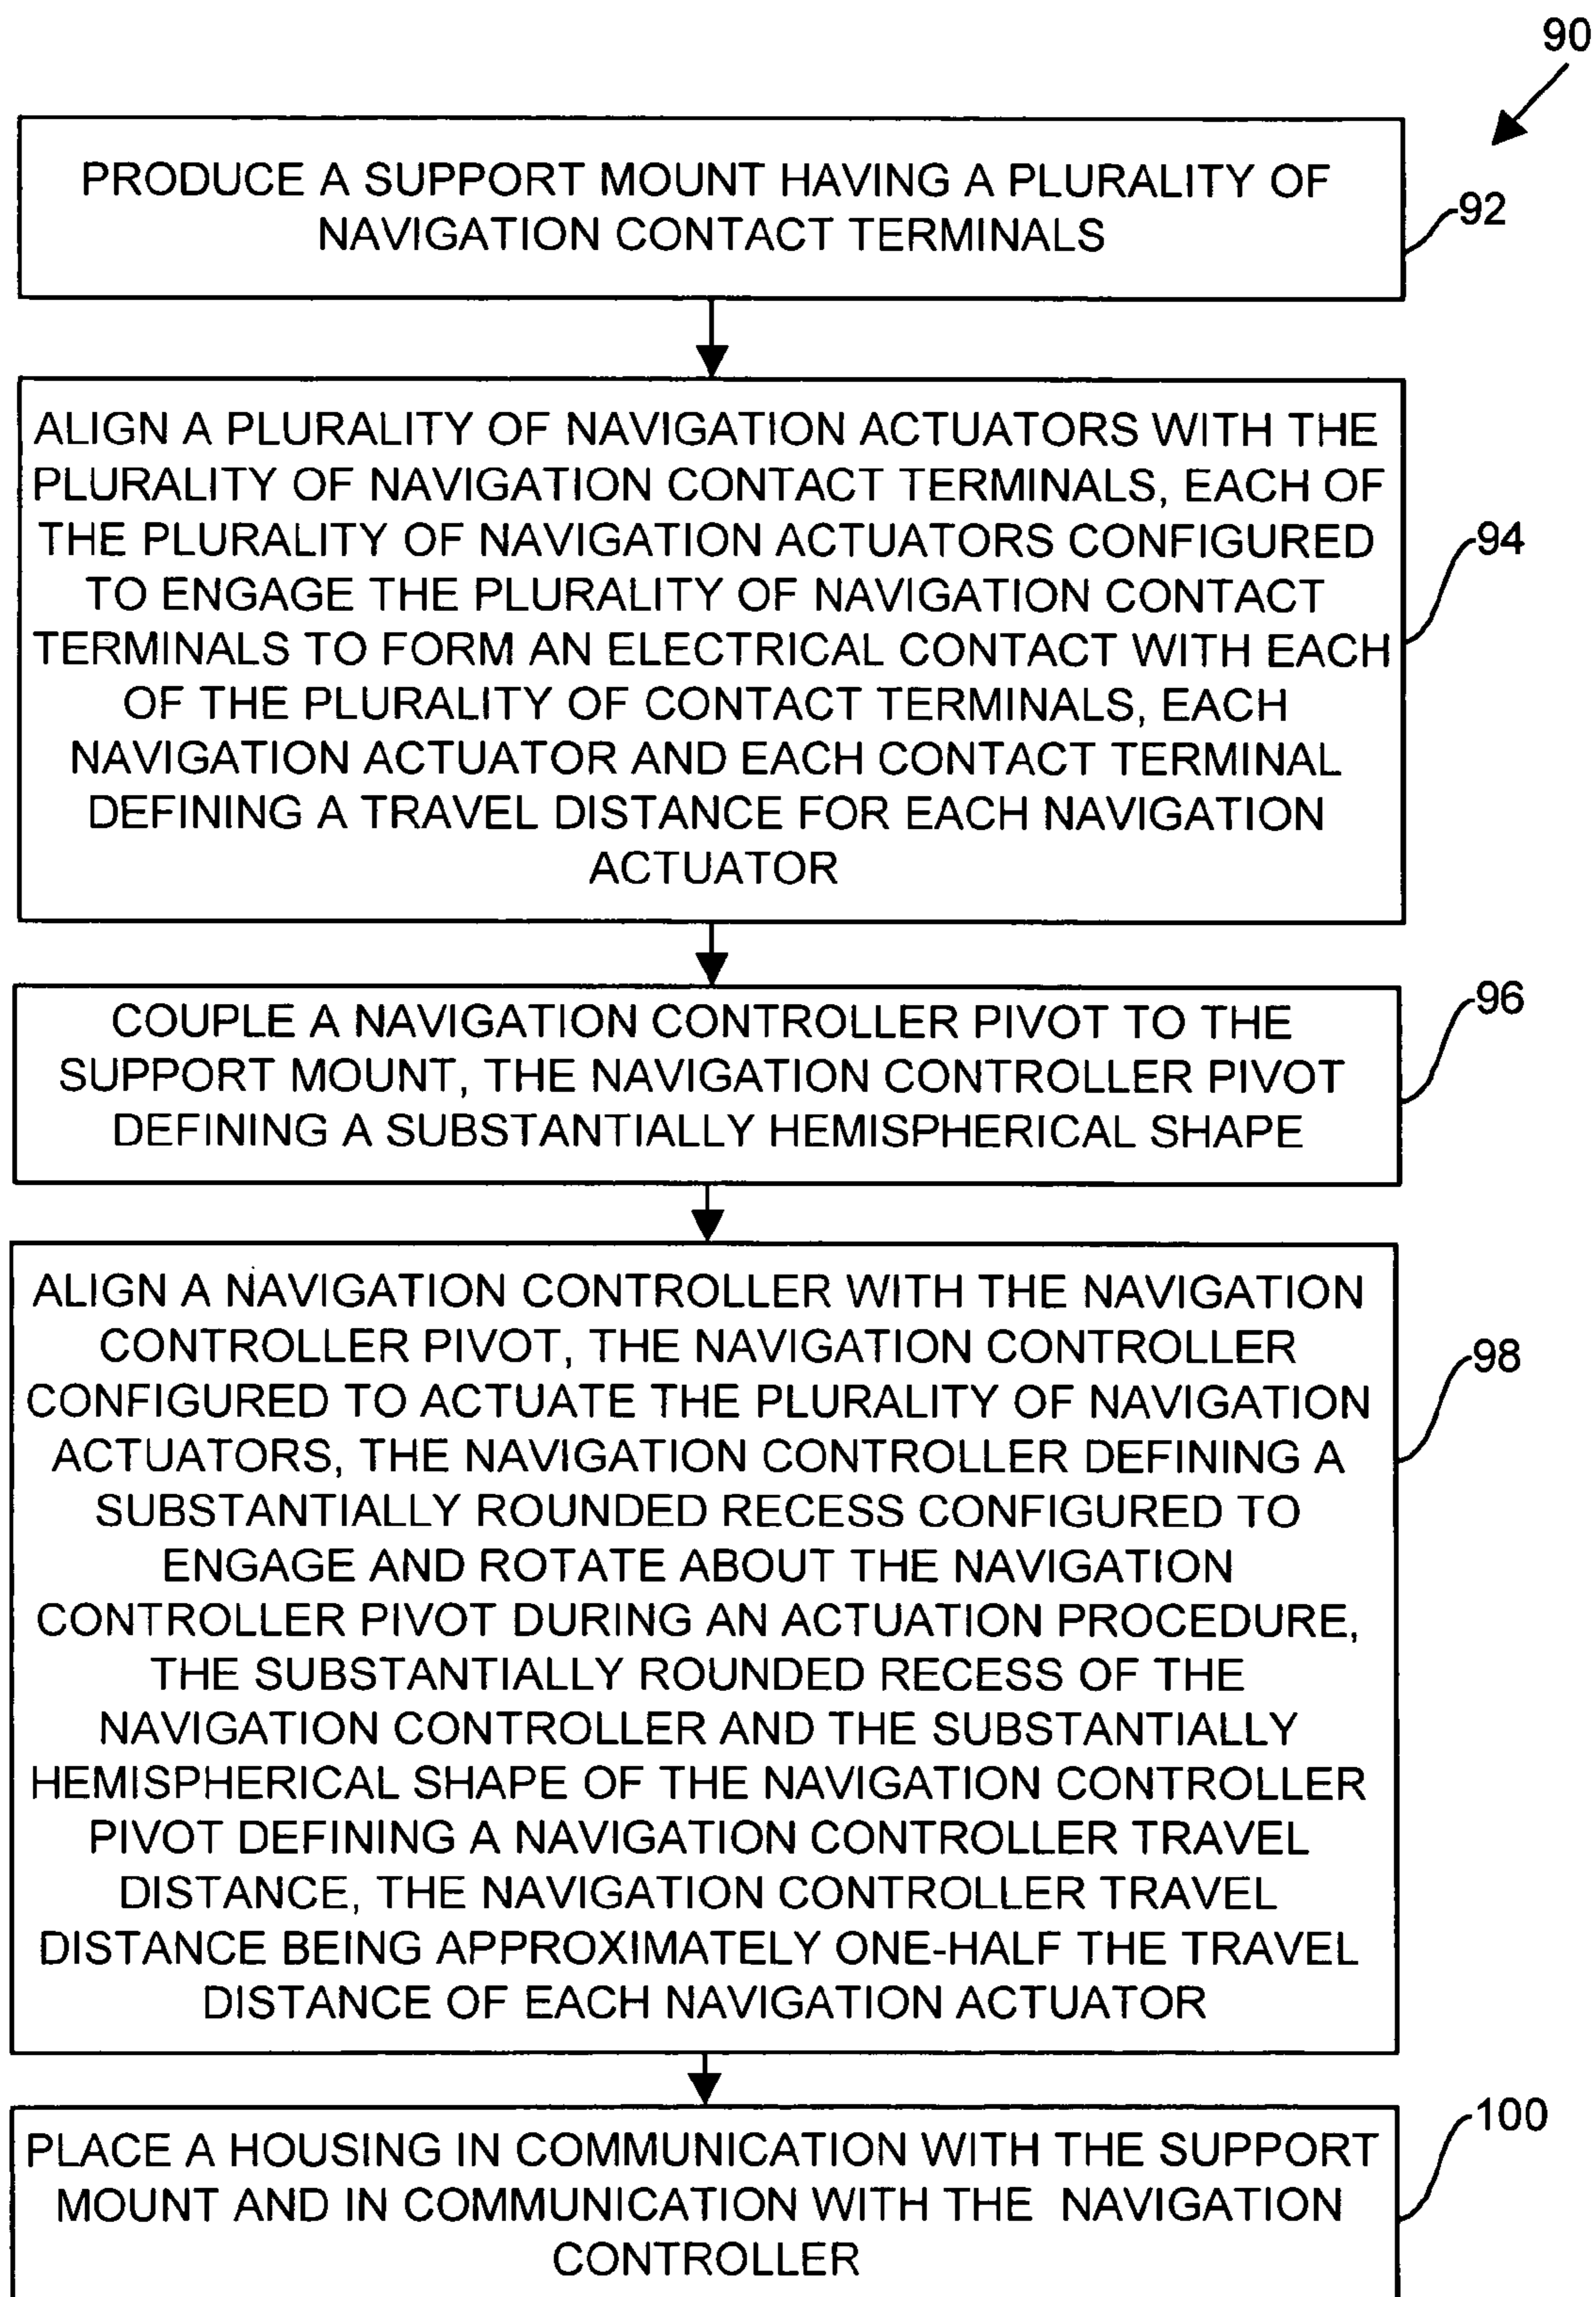 90
PRODUCE A SUPPORT MOUNT HAVING A PLURALITY OF
NAVIGATION CONTACT TERMINALS
92
ALIGN A PLURALITY OF NAVIGATION ACTUATORS WITH THE
PLURALITY OF NAVIGATION CONTACT TERMINALS, EACH OF
THE PLURALITY OF NAVIGATION ACTUATORS CONFIGURED
TO ENGAGE THE PLURALITY OF NAVIGATION CONTACT
TERMINALS TO FORM AN ELECTRICAL CONTACT WITH EACH
OF THE PLURALITY OF CONTACT TERMINALS, EACH
NAVIGATION ACTUATOR AND EACH CONTACT TERMINAL
DEFINING A TRAVEL DISTANCE FOR EACH NAVIGATION
ACTUATOR
94
COUPLE A NAVIGATION CONTROLLER PIVOT TO THE
SUPPORT MOUNT, THE NAVIGATION CONTROLLER PIVOT
DEFINING A SUBSTANTIALLY HEMISPHERICAL SHAPE
96
ALIGN A NAVIGATION CONTROLLER WITH THE NAVIGATION
CONTROLLER PIVOT, THE NAVIGATION CONTROLLER
CONFIGURED TO ACTUATE THE PLURALITY OF NAVIGATION
ACTUATORS, THE NAVIGATION CONTROLLER DEFINING A
SUBSTANTIALLY ROUNDED RECESS CONFIGURED TO
ENGAGE AND ROTATE ABOUT THE NAVIGATION
CONTROLLER PIVOT DURING AN ACTUATION PROCEDURE,
THE SUBSTANTIALLY ROUNDED RECESS OF THE
NAVIGATION CONTROLLER AND THE SUBSTANTIALLY
HEMISPHERICAL SHAPE OF THE NAVIGATION CONTROLLER
PIVOT DEFINING A NAVIGATION CONTROLLER TRAVEL
DISTANCE, THE NAVIGATION CONTROLLER TRAVEL
DISTANCE BEING APPROXIMATELY ONE-HALF THE TRAVEL
DISTANCE OF EACH NAVIGATION ACTUATOR
98
PLACE A HOUSING IN COMMUNICATION WITH THE SUPPORT
MOUNT AND IN COMMUNICATION WITH THE NAVIGATION
CONTROLLER
100